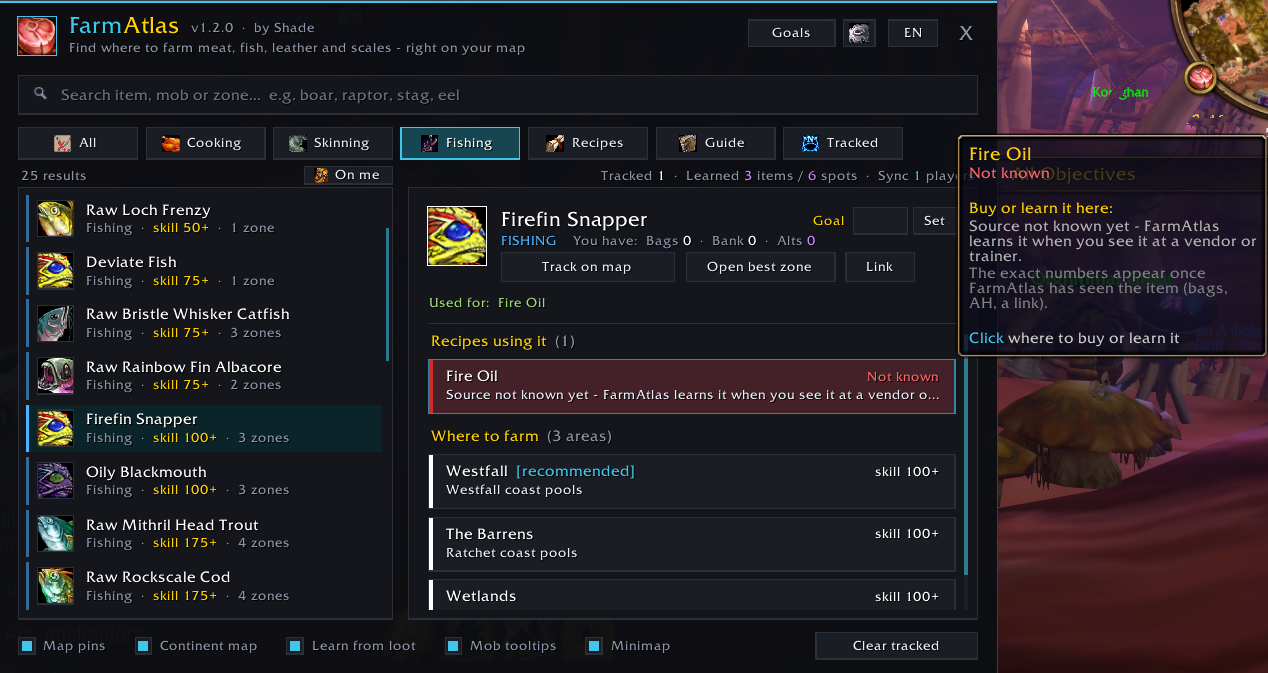 FarmAtlas v1.2.0 · by Shade
Find where to farm meat, fish, leather and scales - right on your map
Goals
EN
X
Search item, mob or zone... e.g. boar, raptor, stag, eel
All
Cooking
Skinning
Fishing
Recipes
Guide
Tracked
25 results
On me
Tracked 1 · Learned 3 items / 6 spots · Sync 1 playe
Raw Loch Frenzy
Fishing · skill 50+ · 1 zone
Deviate Fish
Fishing · skill 75+ · 1 zone
Raw Bristle Whisker Catfish
Fishing · skill 75+ · 3 zones
Raw Rainbow Fin Albacore
Fishing · skill 75+ · 2 zones
Firefin Snapper
Fishing · skill 100+ · 3 zones
Oily Blackmouth
Fishing · skill 100+ · 3 zones
Raw Mithril Head Trout
Fishing · skill 175+ · 4 zones
Raw Rockscale Cod
Fishing · skill 175+ · 4 zones
Firefin Snapper
Goal
Set
FISHING You have: Bags 0 · Bank 0 · Alts 0
Track on map
Open best zone
Link
Used for: Fire Oil
Recipes using it (1)
Fire Oil
Not known
Source not known yet - FarmAtlas learns it when you see it at a vendor o...
Where to farm (3 areas)
Westfall [recommended]
skill 100+
Westfall coast pools
The Barrens
skill 100+
Ratchet coast pools
Wetlands
skill 100+
Fire Oil
Not known
Objectives
Buy or learn it here:
Source not known yet - FarmAtlas
learns it when you see it at a vendor or
trainer.
The exact numbers appear once
FarmAtlas has seen the item (bags,
AH, a link).
Click where to buy or learn it
Map pins
Continent map
Learn from loot
Mob tooltips
Minimap
Clear tracked